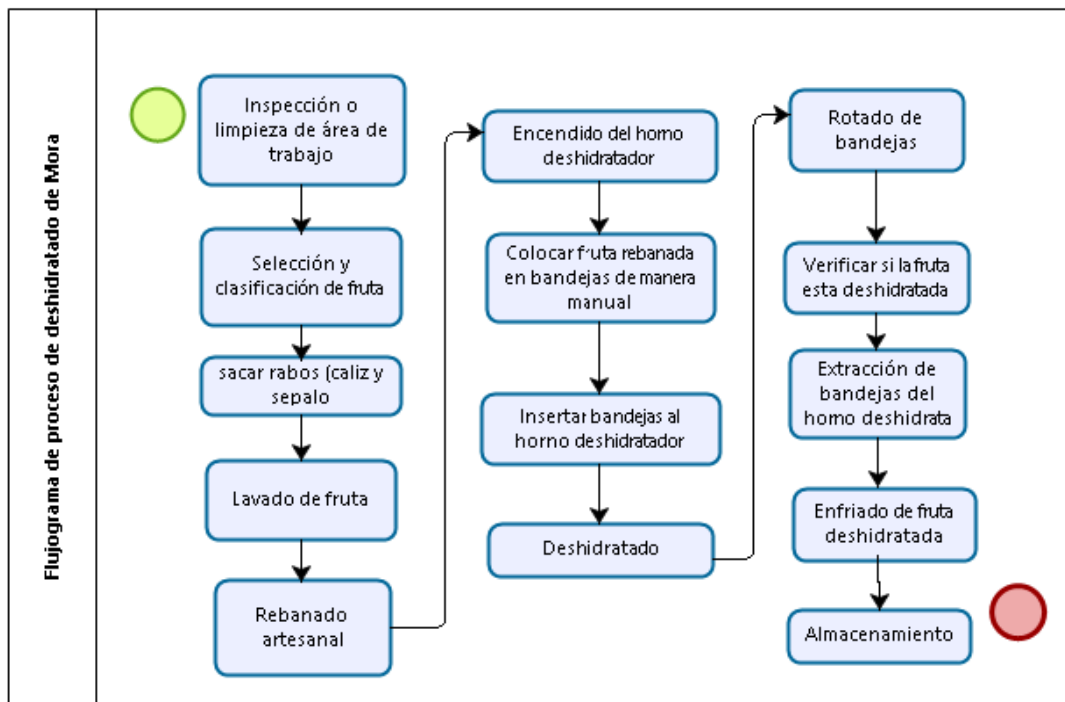 Flujograma de proceso de deshidratado de Mora
Inspección o
limpieza de área de
trabajo
Selección y
clasificación de fruta
sacar rabos (caliz y
sepalo
Lavado de fruta
Rebanado
artesanal
Encendido del horno
deshidratador
Colocar fruta rebanada
en bandejas de manera
manual
Insertar bandejas al
horno deshidratador
Deshidratado
Rotado de
bandejas
Verificar si la fruta
esta deshidratada
Extracción de
bandejas del
horno deshidrata
Enfriado de fruta
deshidratada
Almacenamiento